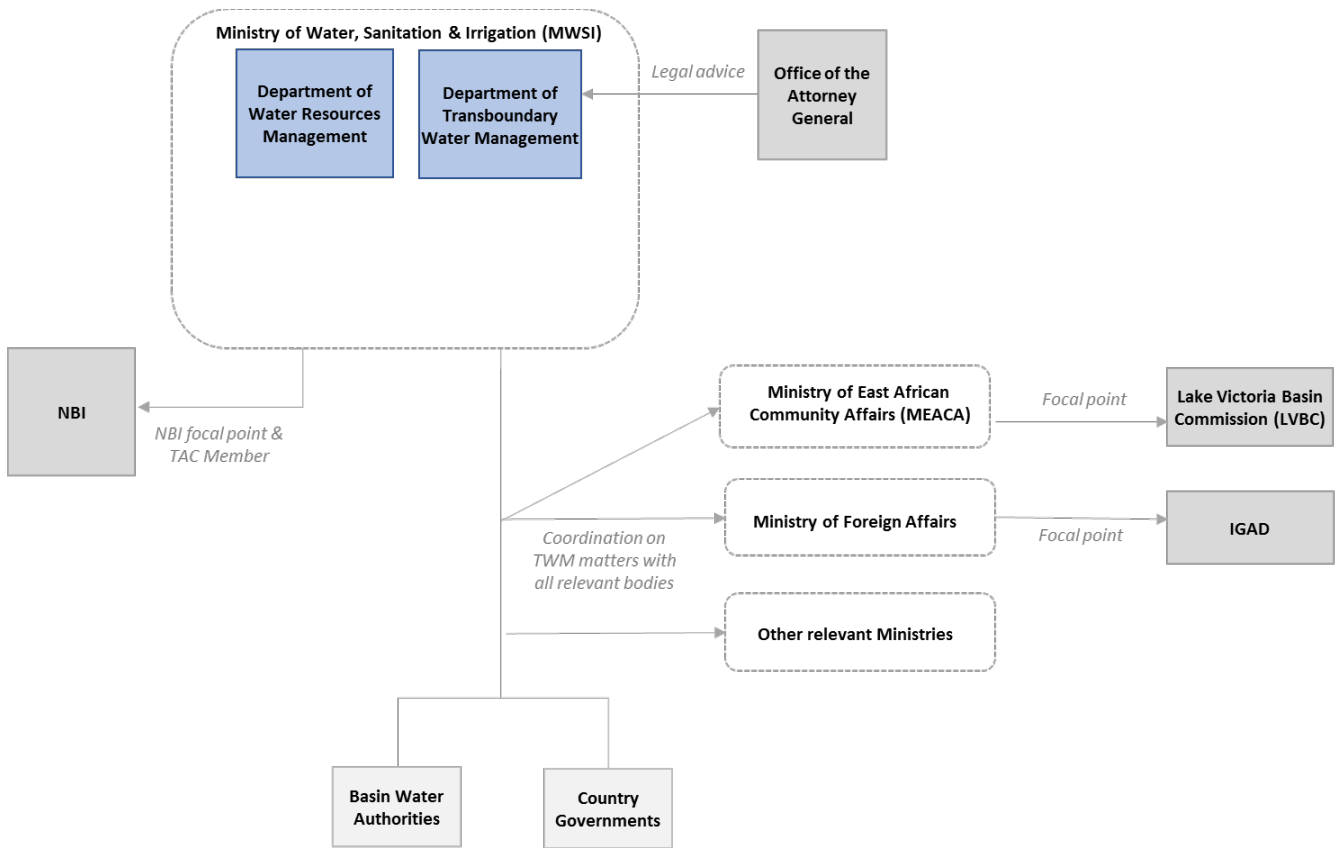 Ministry of Water, Sanitation & Irrigation (MWSI)
Department of
Water Resources
Management
Department of
Transboundary
Water Management
Legal advice
Office of the
Attorney
General
NBI
NBI focal point &
TAC Member
Ministry of East African
Community Affairs (MEACA)
Focal point
Lake Victoria Basin
Commission (LVBC)
Ministry of Foreign Affairs
Focal point
IGAD
Coordination on
TWM matters with
all relevant bodies
Other relevant Ministries
Basin Water
Authorities
Country
Governments